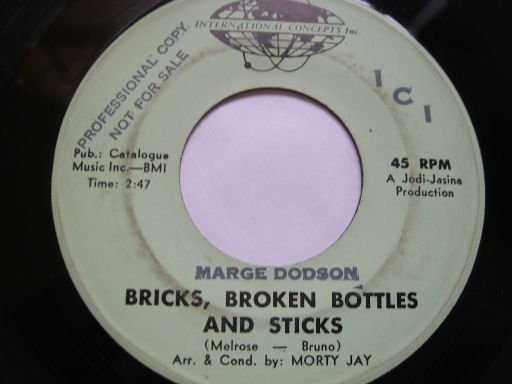 INTERNATIONAL CONCEPTS Inc.
PROFESSIONAL COPY.
NOT FOR SALE
I C I
Pub.: Catalogue
Music Inc.—BMI
Time: 2:47
45 RPM
A Jodi-Jasina
Production
MARGE DODSON
BRICKS, BROKEN BOTTLES
AND STICKS
(Melrose — Bruno)
Arr. & Cond. by: MORTY JAY